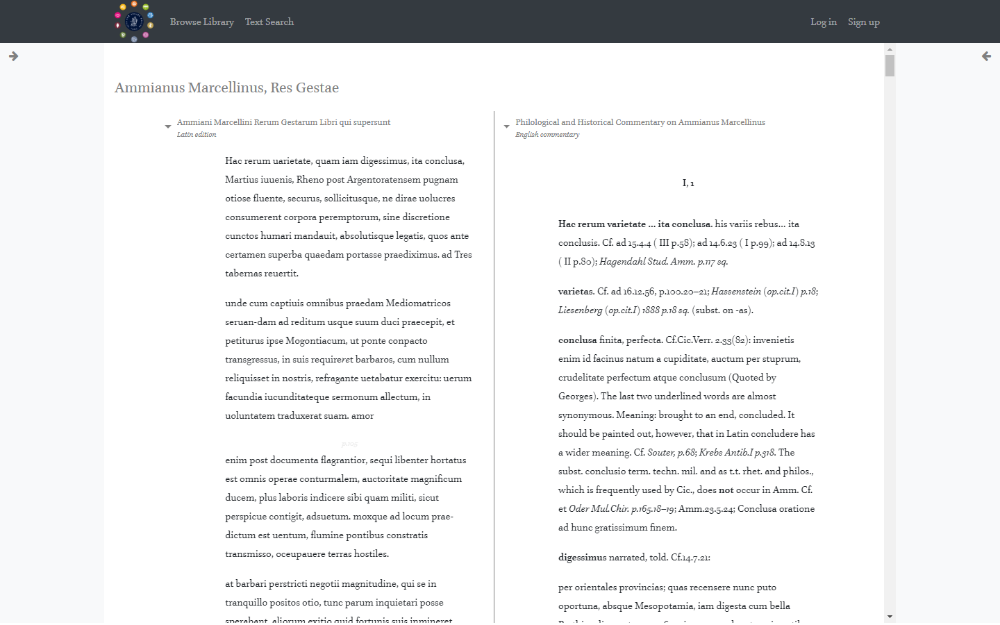 Browse Library
Text Search
Log in
Sign up
Ammianus Marcellinus, Res Gestae
Ammiani Marcellini Rerum Gestarum Libri qui supersunt
Latin edition
Hac rerum uarietate, quam iam digessimus, ita conclusa,
Martius iuuenis, Rheno post Argentoratensem pugnam
otiose fluente, securus, sollicitusque, ne dirae uolucres
consumerent corpora peremptorum, sine discretione
cunctos humari mandauit, absolutisque legatis, quos ante
certamen superba quaedam portasse praediximus. ad Tres
tabernas reuertit.
unde cum captiuis omnibus praedam Mediomatricos
seruan-dam ad reditum usque suum duci praecepit, et
petiturus ipse Mogontiacum, ut ponte conpacto
transgressus, in suis requireret barbaros, cum nullum
reliquisset in nostris, refragante uetabatur exercitu: uerum
facundia iucunditateque sermonum allectum, in
uoluntatem traduxerat suam. amor
p.105
enim post documenta flagrantior, sequi libenter hortatus
est omnis operae conturmalem, auctoritate magnificum
ducem, plus laboris indicere sibi quam militi, sicut
perspicue contigit, adsuetum. moxque ad locum prae-
dictum est uentum, flumine pontibus constratis
transmisso, oceupauere terras hostiles.
at barbari perstricti negotii magnitudine, qui se in
tranquillo positos otio, tunc parum inquietari posse
sperabant, aliorum exitio quid fortunis suis inmineret
Philological and Historical Commentary on Ammianus Marcellinus
English commentary
I, 1
Hac rerum varietate ... ita conclusa. his variis rebus... ita
conclusis. Cf. ad 15.4.4 ( III p.58); ad 14.6.23 ( I p.99); ad 14.8.13
( II p.80); Hagendahl Stud. Amm. p.117 sq.
varietas. Cf. ad 16.12.56, p.100.20–21; Hassenstein (op.cit.I) p.18;
Liesenberg (op.cit.I) 1888 p.18 sq. (subst. on -as).
conclusa finita, perfecta. Cf.Cic.Verr. 2.33(82): invenietis
enim id facinus natum a cupiditate, auctum per stuprum,
crudelitate perfectum atque conclusum (Quoted by
Georges). The last two underlined words are almost
synonymous. Meaning: brought to an end, concluded. It
should be painted out, however, that in Latin concludere has
a wider meaning. Cf. Souter, p.68; Krebs Antib.I p.318. The
subst. conclusio term. techn. mil. and as t.t. rhet. and philos.,
which is frequently used by Cic., does not occur in Amm. Cf.
et Oder Mul.Chir. p.165.18–19; Amm.23.5.24; Conclusa oratione
ad hunc gratissimum finem.
digessimus narrated, told. Cf.14.7.21:
per orientales provincias; quas recensere nunc puto
oportuna, absque Mesopotamia, iam digesta cum bella